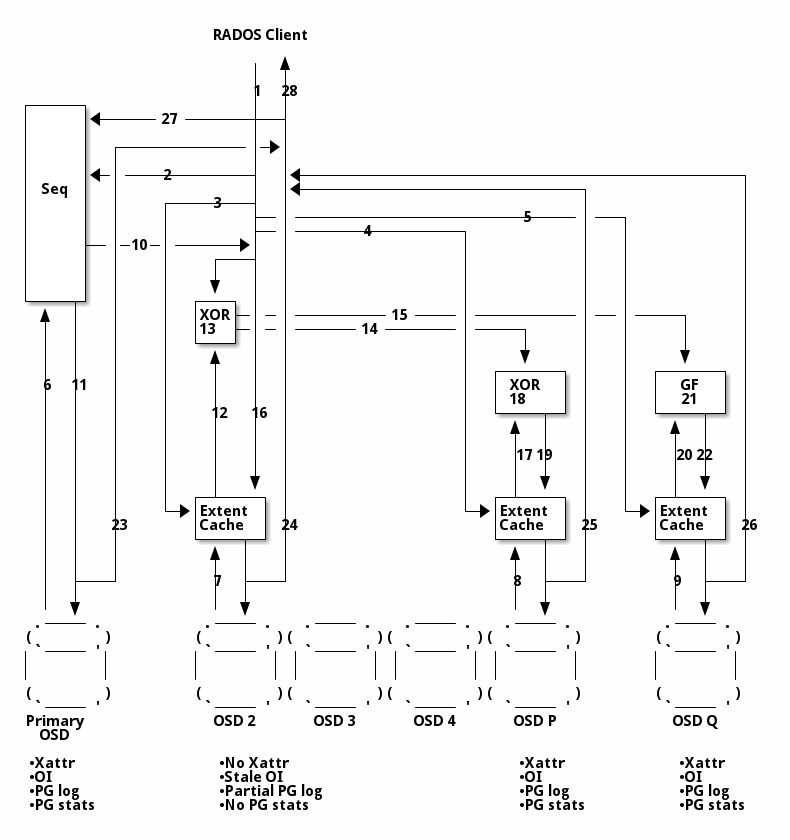 RADOS Client
1 28
27
2
Seq
3
5
4
10
XOR
13
15
14
6 11
XOR
18
GF
21
12 16
17 19
20 22
Extent
Cache
Extent
Cache
Extent
Cache
23
24
25
26
7
8
9
Primary
OSD
OSD 2
OSD 3
OSD 4
OSD P
OSD Q
•Xattr
•OI
•PG log
•PG stats
•No Xattr
•Stale OI
•Partial PG log
•No PG stats
•Xattr
•OI
•PG log
•PG stats
•Xattr
•OI
•PG log
•PG stats